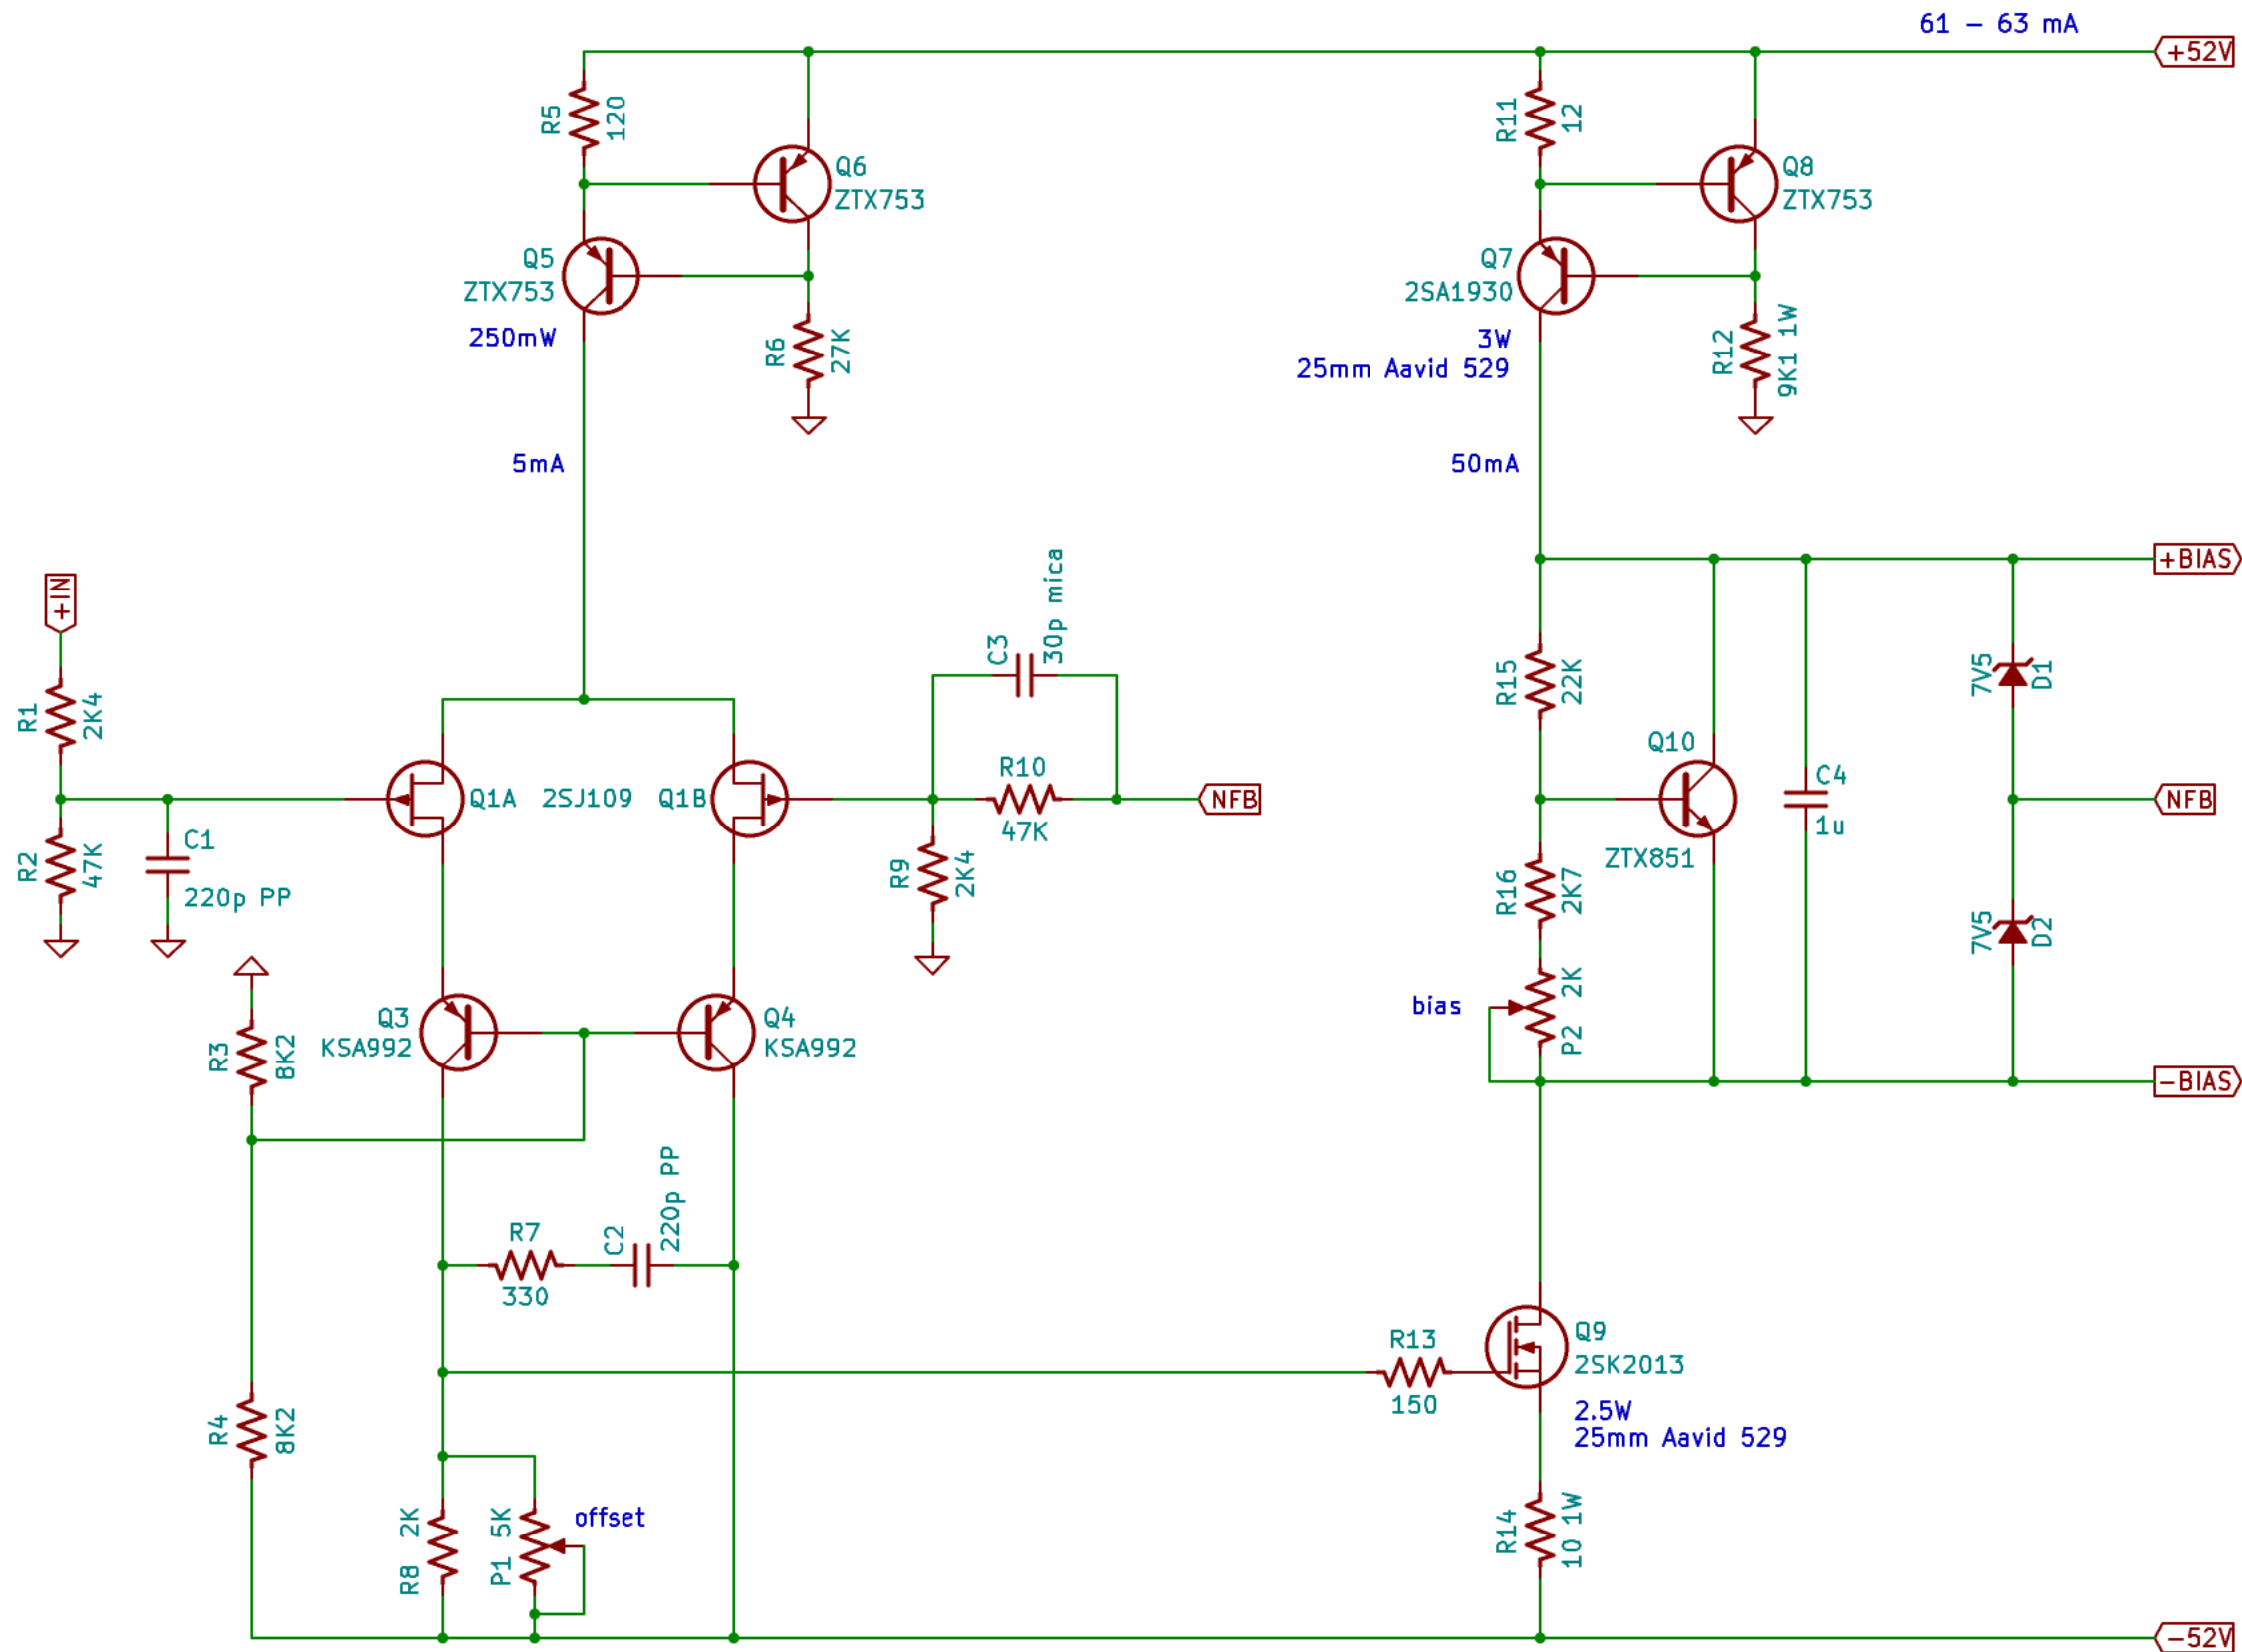 61 – 63 mA
+52V
R5
120
Q6
ZTX753
R11
12
Q8
ZTX753
Q5
ZTX753
250mW
R6
27K
Q7
2SA1930
3W
25mm Aavid 529
R12
9K1 1W
5mA
50mA
+BIAS
+IN
C3
30p mica
R1
2K4
R15
22K
7V5
D1
Q10
ZTX851
C4
1u
Q1A
2SJ109
Q1B
R10
47K
NFB
NFB
R2
47K
C1
220p PP
R9
2K4
R16
2K7
7V5
D2
bias
2K
P2
Q3
KSA992
Q4
KSA992
R3
8K2
-BIAS
R7
330
C2
220p PP
R13
150
Q9
2SK2013
2.5W
25mm Aavid 529
R4
8K2
R8
2K
P1
5K
offset
R14
10 1W
-52V